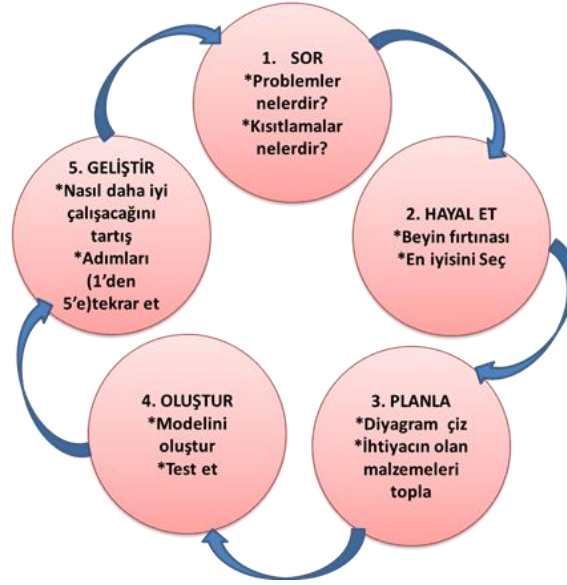 1. SOR
*Problemler
nelerdir?
*Kısıtlamalar
nelerdir?
2. HAYAL ET
*Beyin fırtınası
*En iyisini Seç
3. PLANLA
*Diyagram çiz
*İhtiyacın olan
malzemeleri
topla
4. OLUŞTUR
*Modelini
oluştur
*Test et
5. GELİŞTİR
*Nasıl daha iyi
çalışacağını
tartış
*Adımları
(1'den
5'e)tekrar et